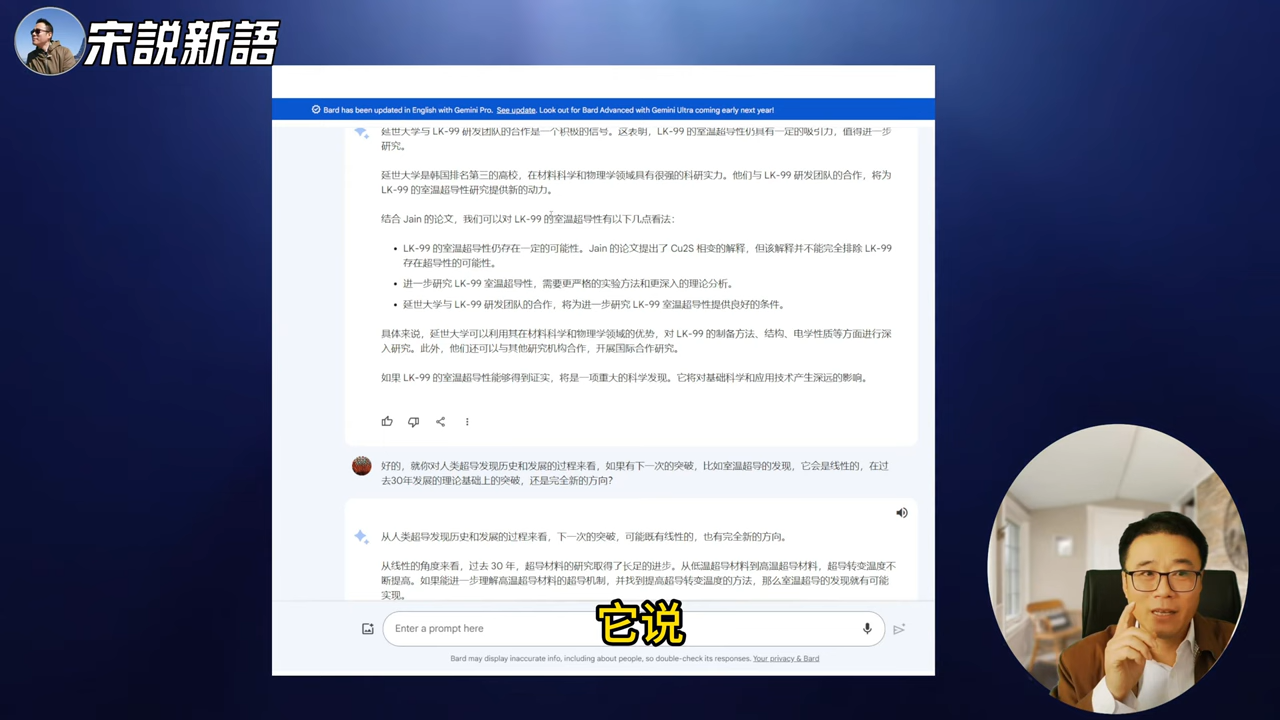 宋説新語
Bard has been updated in English with Gemini Pro. See update. Look out for Bard Advanced with Gemini Ultra coming early next year!
延世大学与 LK-99 研发团队的合作是一个积极的信号。这表明，LK-99 的室温超导性仍具有一定的吸引力，值得进一步
研究。
延世大学是韩国排名第三的高校，在材料科学和物理学领域具有很强的科研实力。他们与 LK-99 研发团队的合作，将为
LK-99 的室温超导性研究提供新的动力。
结合 Jain 的论文，我们可以对 LK-99 的室温超导性有以下几点看法：
• LK-99 的室温超导性仍存在一定的可能性。Jain 的论文提出了 Cu2S 相变的解释，但该解释并不能完全排除 LK-99
存在超导性的可能性。
• 进一步研究 LK-99 室温超导性，需要更严格的实验方法和更深入的理论分析。
• 延世大学与 LK-99 研发团队的合作，将为进一步研究 LK-99 室温超导性提供良好的条件。
具体来说，延世大学可以利用其在材料科学和物理学领域的优势，对 LK-99 的制备方法、结构、电学性质等方面进行深
入研究。此外，他们还可以与其他研究机构合作，开展国际合作研究。
如果 LK-99 的室温超导性能够得到证实，将是一项重大的科学发现。它将对基础科学和应用技术产生深远的影响。
好的，就你对人类超导发现历史和发展的过程来看，如果有下一次的突破，比如室温超导的发现，它会是线性的，在过
去30年发展的理论基础上的突破，还是完全新的方向？
从人类超导发现历史和发展的过程来看，下一次的突破，可能既有线性的，也有完全新的方向。
从线性的角度来看，过去 30 年，超导材料的研究取得了长足的进步。从低温超导材料到高温超导材料，超导转变温度不
断提高。如果能进一步理解高温超导材料的超导机制，并找到提高超导转变温度的方法，那么室温超导的发现就有可能
实现。
Enter a prompt here
它说
Bard may display inaccurate info, including about people, so double-check its responses. Your privacy & Bard